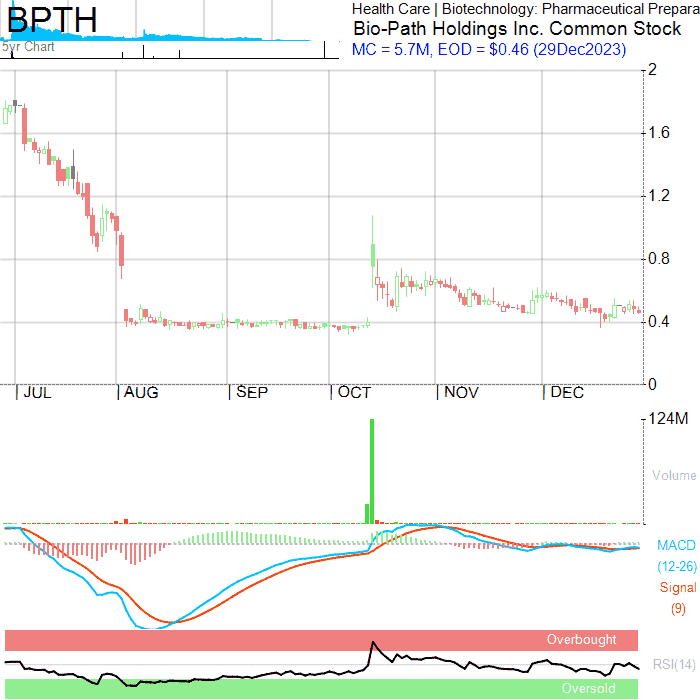 BPTH
5yr Chart
Health Care | Biotechnology: Pharmaceutical Prepara
Bio-Path Holdings Inc. Common Stock
MC = 5.7M, EOD = $0.46 (29Dec2023)
2
1.6
1.2
0.8
0.4
0
JUL AUG SEP OCT NOV DEC
124M
Volume
MACD
(12-26)
Signal
(9)
Overbought
RSI(14)
Oversold